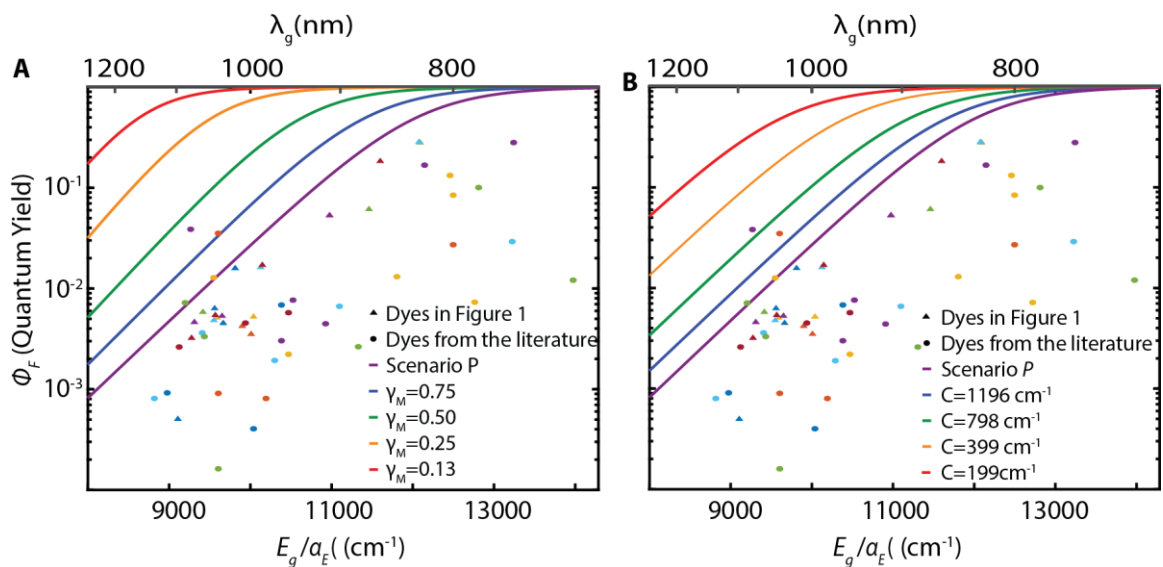 λg(nm)
A
1200 1000 800
10⁻¹
10⁻²
10⁻³
ΦF (Quantum Yield)
▲ Dyes in Figure 1
● Dyes from the literature
Scenario P
γM=0.75
γM=0.50
γM=0.25
γM=0.13
9000 11000 13000
Eg/αE( (cm⁻¹)
λg(nm)
B
1200 1000 800
▲ Dyes in Figure 1
● Dyes from the literature
Scenario P
C=1196 cm⁻¹
C=798 cm⁻¹
C=399 cm⁻¹
C=199cm⁻¹
9000 11000 13000
Eg/αE( (cm⁻¹)